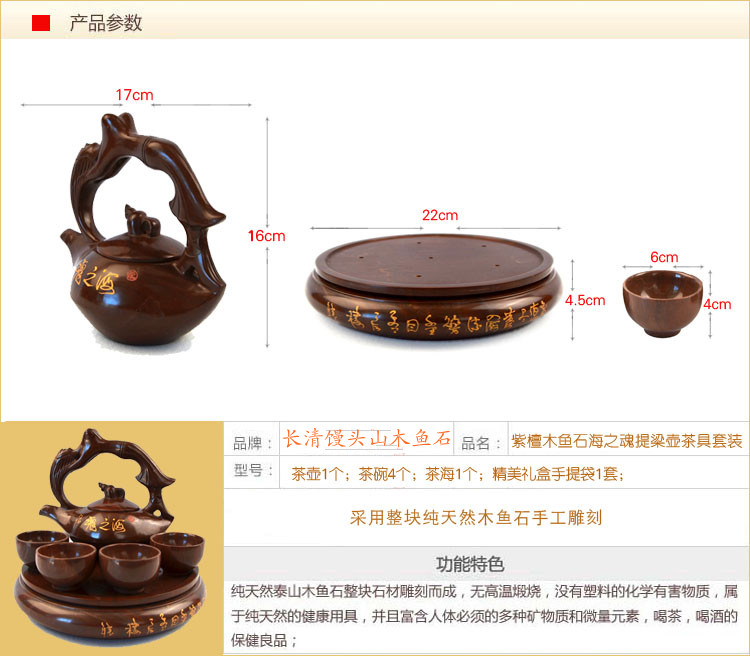 产品参数
17cm
16cm
22cm
4.5cm
6cm
4cm
海之魂
品牌： 长清馒头山木鱼石 品名： 紫檀木鱼石海之魂提梁壶茶具套装
型号： 茶壶1个；茶碗4个；茶海1个；精美礼盒手提袋1套；
采用整块纯天然木鱼石手工雕刻
功能特色
纯天然泰山木鱼石整块石材雕刻而成，无高温煅烧，没有塑料的化学有害物质，属
于纯天然的健康用具，并且富含人体必须的多种矿物质和微量元素，喝茶，喝酒的
保健良品；
海之魂